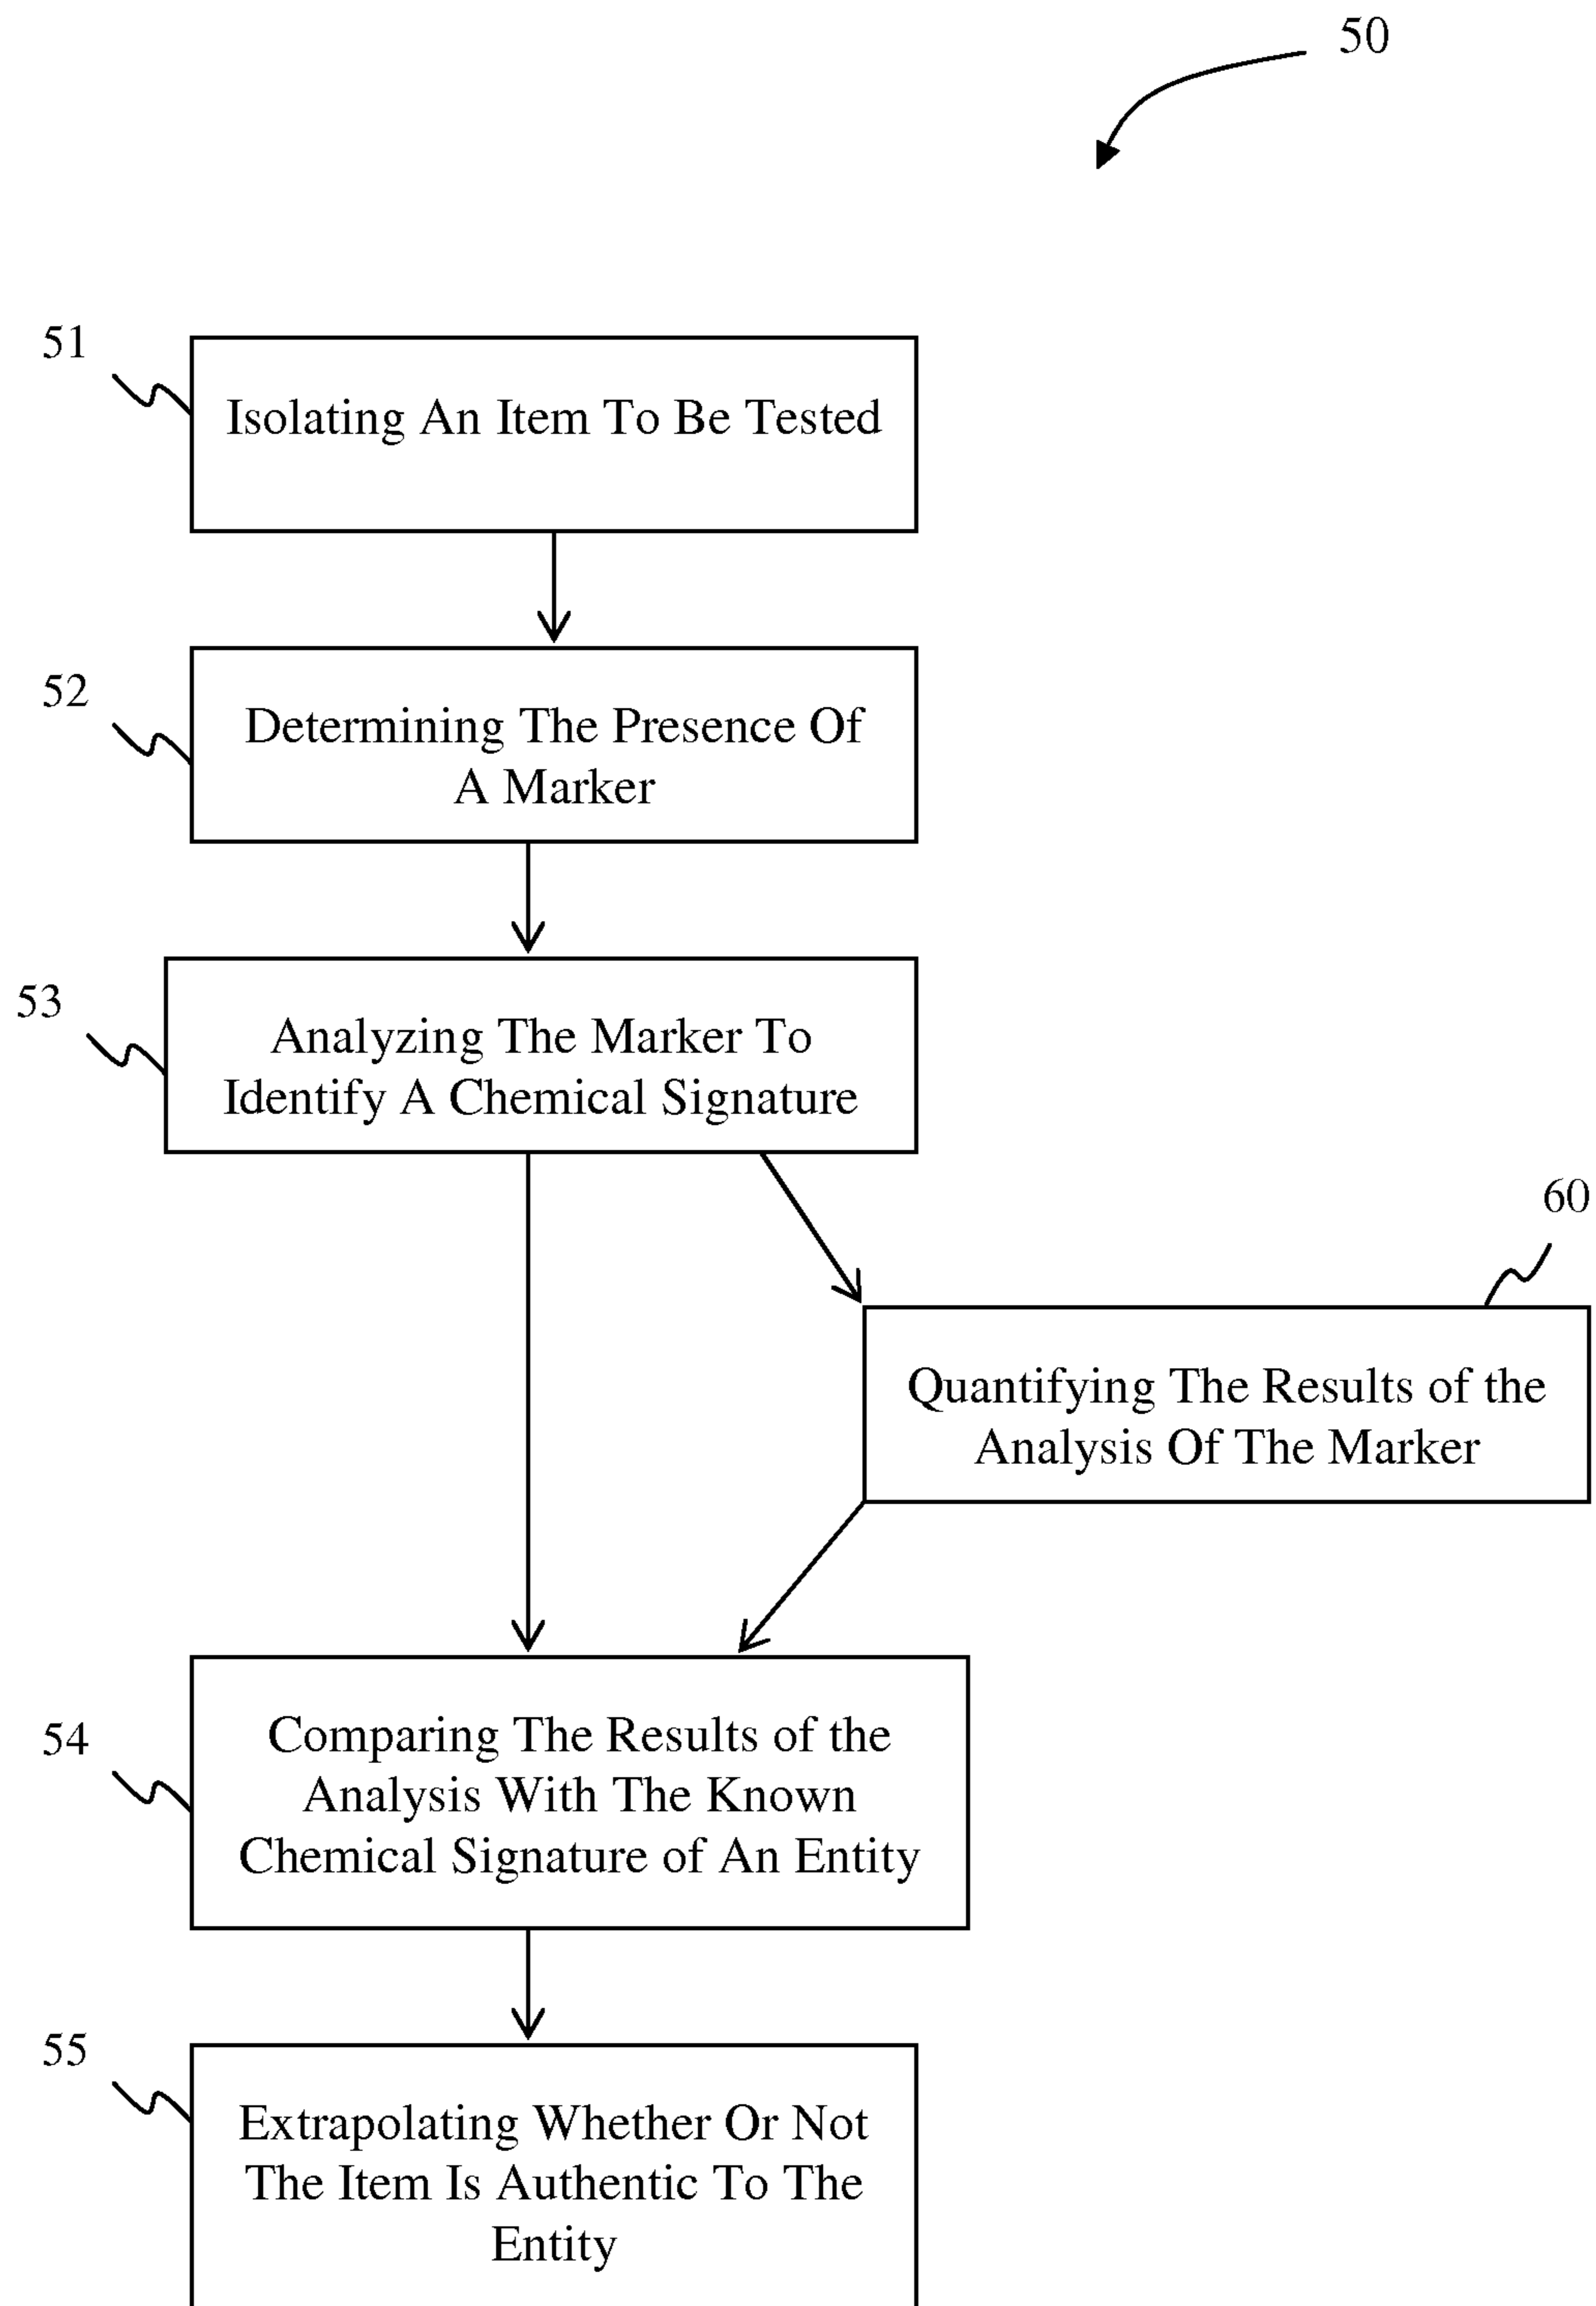 50
51
Isolating An Item To Be Tested
52
Determining The Presence Of
A Marker
53
Analyzing The Marker To
Identify A Chemical Signature
60
Quantifying The Results of the
Analysis Of The Marker
54
Comparing The Results of the
Analysis With The Known
Chemical Signature of An Entity
55
Extrapolating Whether Or Not
The Item Is Authentic To The
Entity